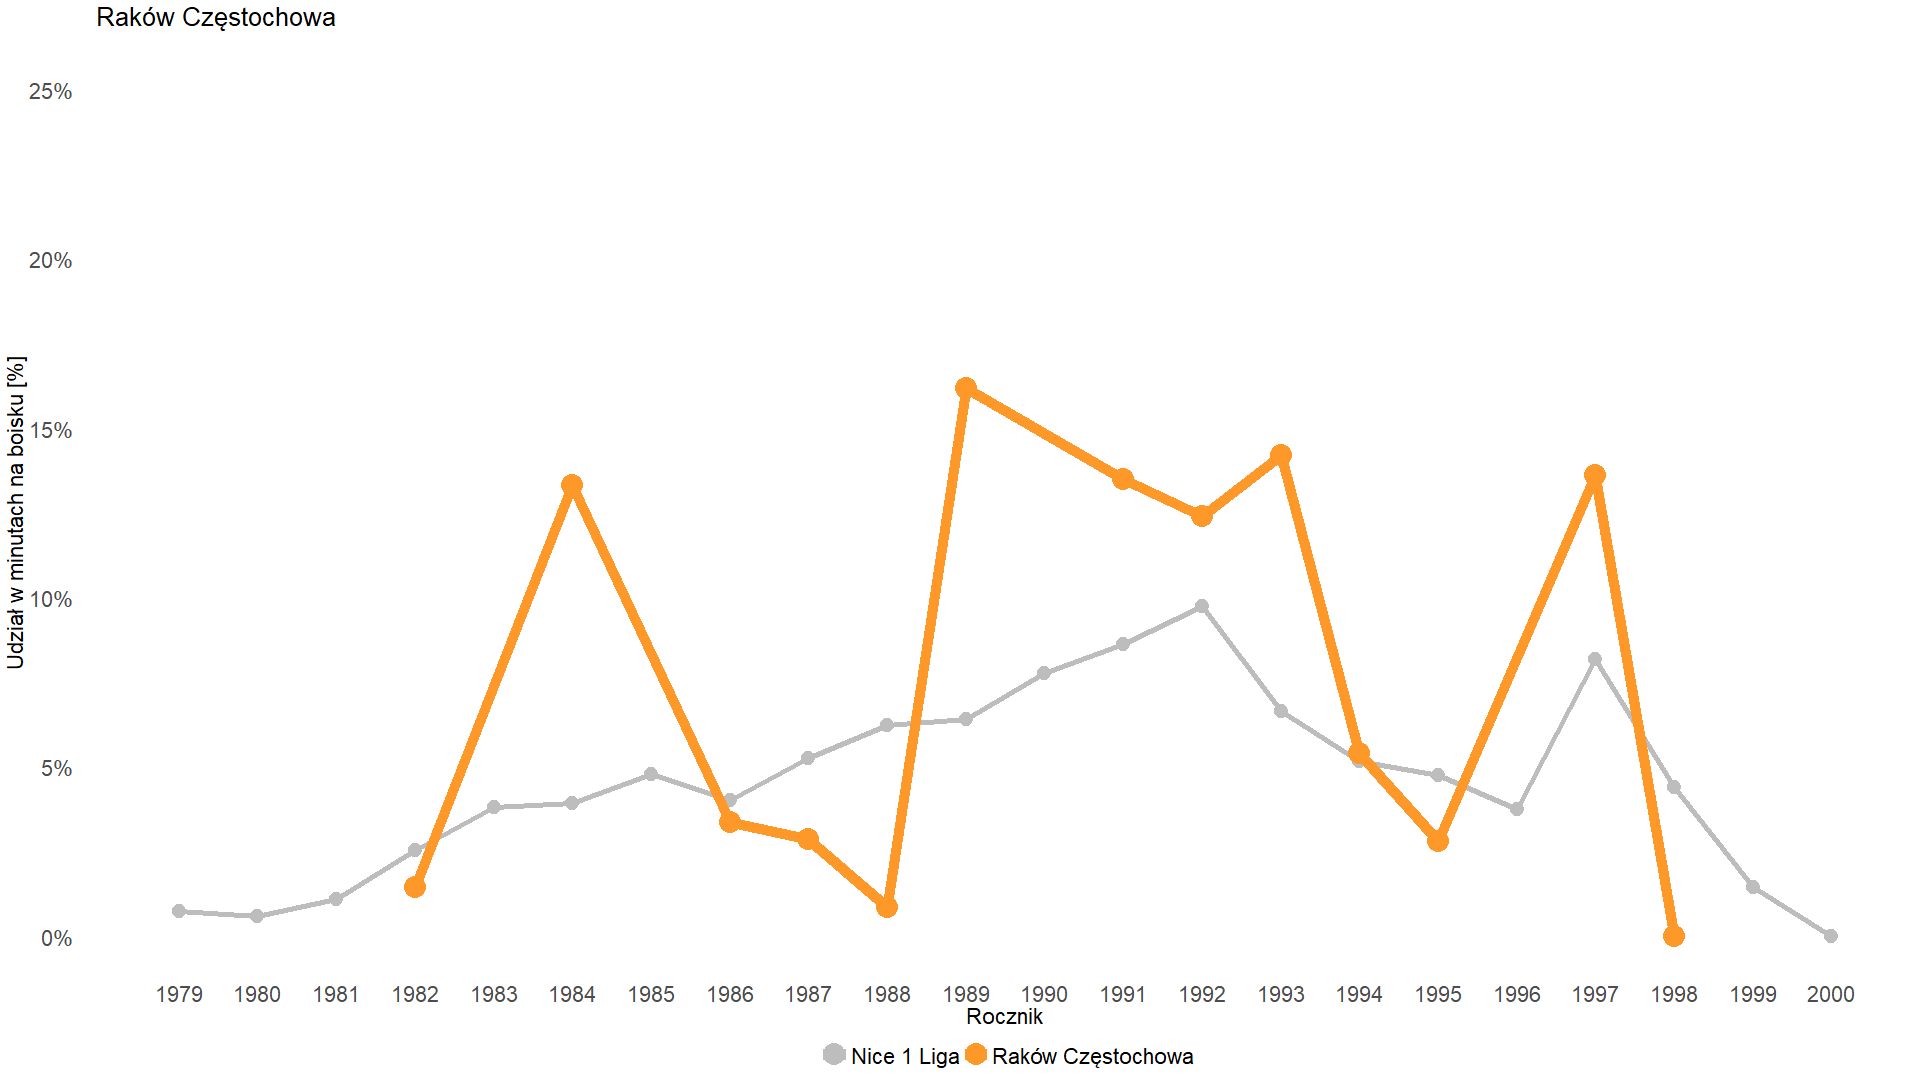 Raków Częstochowa
25%
20%
15%
10%
5%
0%
Udział w minutach na boisku [%]
1979 1980 1981 1982 1983 1984 1985 1986 1987 1988 1989 1990 1991 1992 1993 1994 1995 1996 1997 1998 1999 2000
Rocznik
Nice 1 Liga Raków Częstochowa